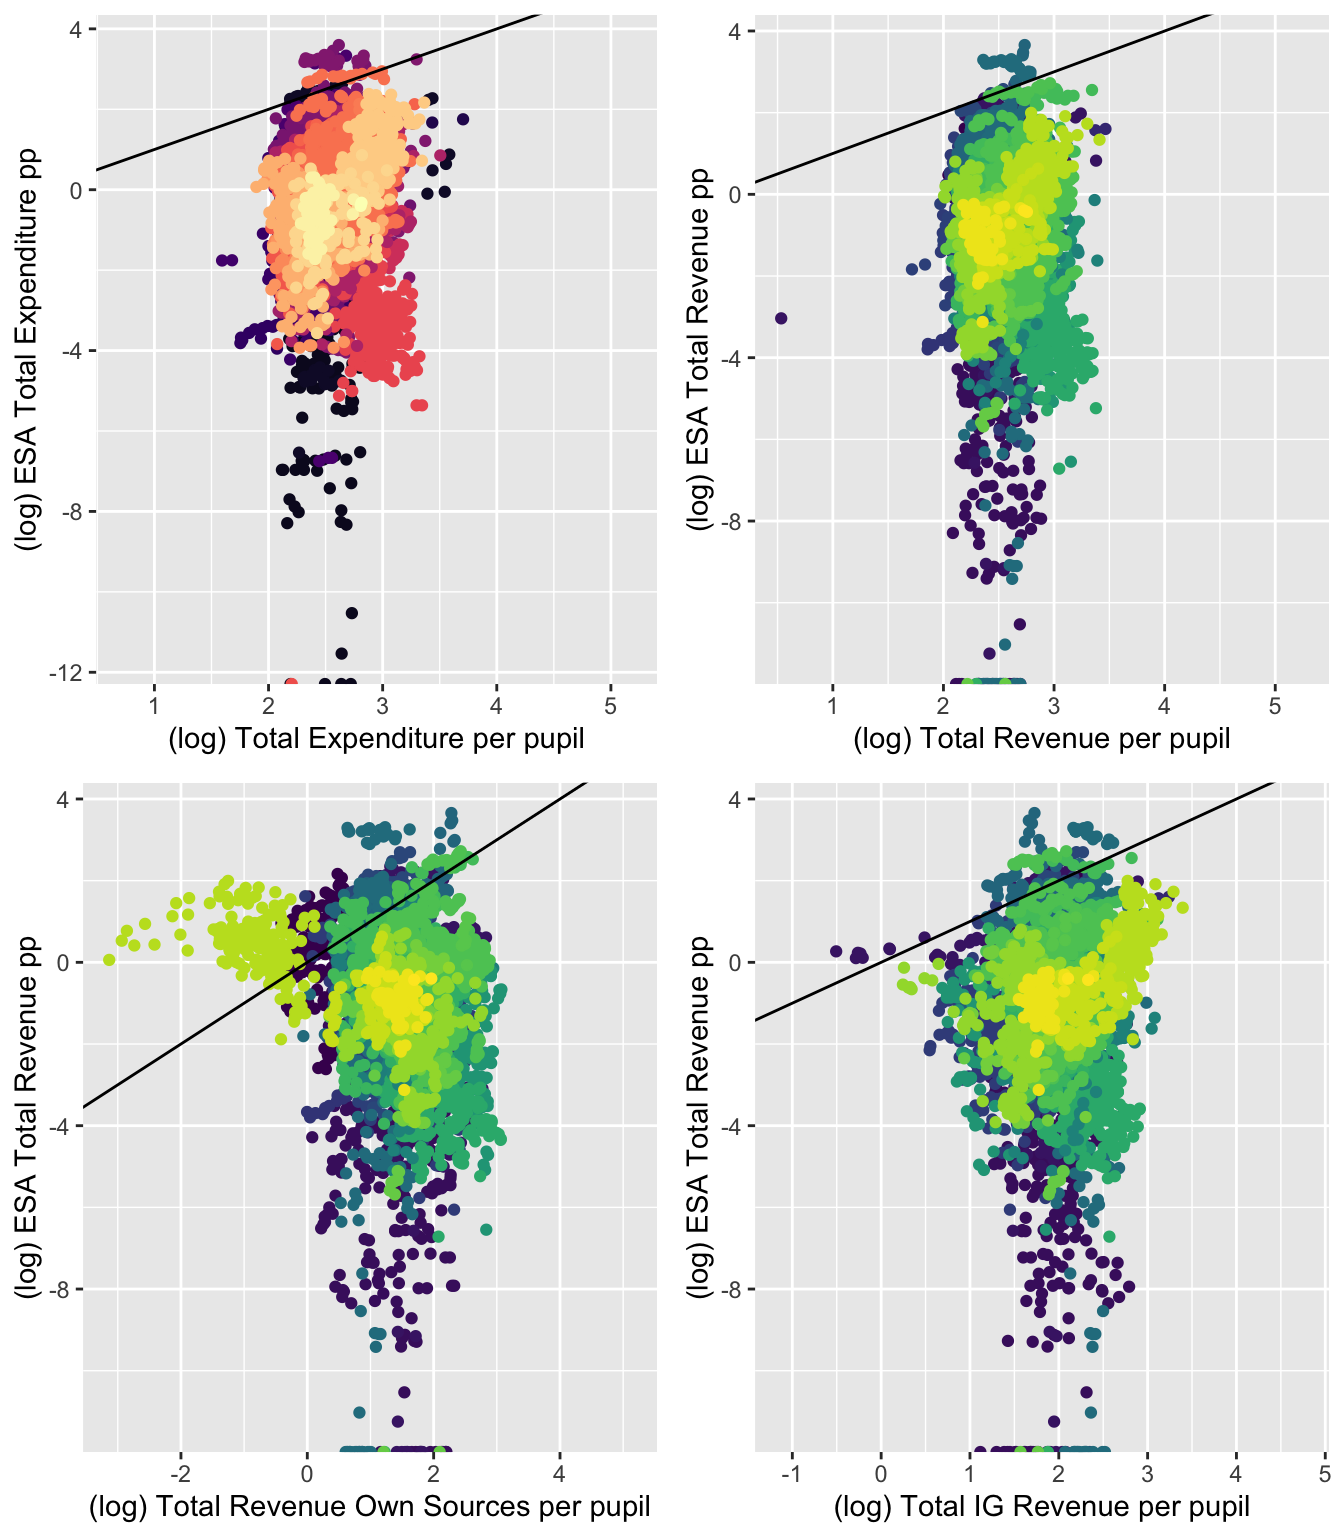 4
0
-4
-8
-12
(log) ESA Total Expenditure pp
1 2 3 4 5
(log) Total Expenditure per pupil
4
0
-4
-8
(log) ESA Total Revenue pp
1 2 3 4 5
(log) Total Revenue per pupil
4
0
-4
-8
(log) ESA Total Revenue pp
-2 0 2 4
(log) Total Revenue Own Sources per pupil
4
0
-4
-8
(log) ESA Total Revenue pp
-1 0 1 2 3 4 5
(log) Total IG Revenue per pupil